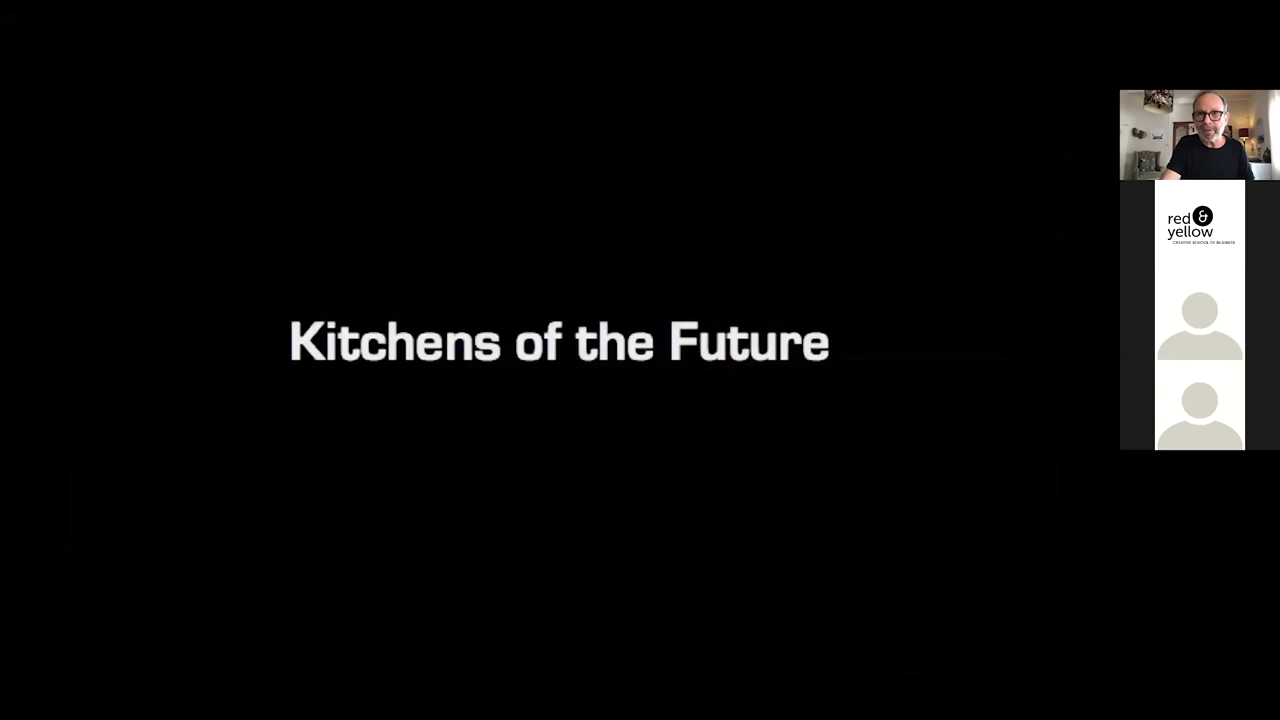 Kitchens of the Future
red &
yellow
CREATIVE SCHOOL OF BUSINESS